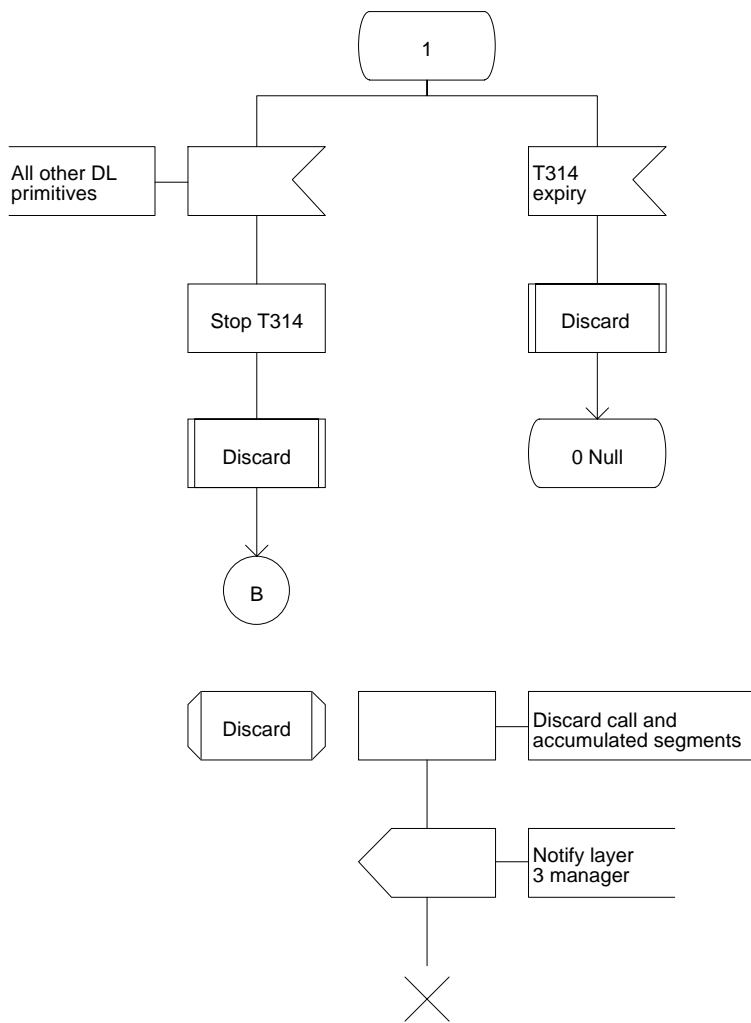 1
All other DL
primitives
T314
expiry
Stop T314
Discard
Discard
0 Null
B
Discard
Discard call and
accumulated segments
Notify layer
3 manager